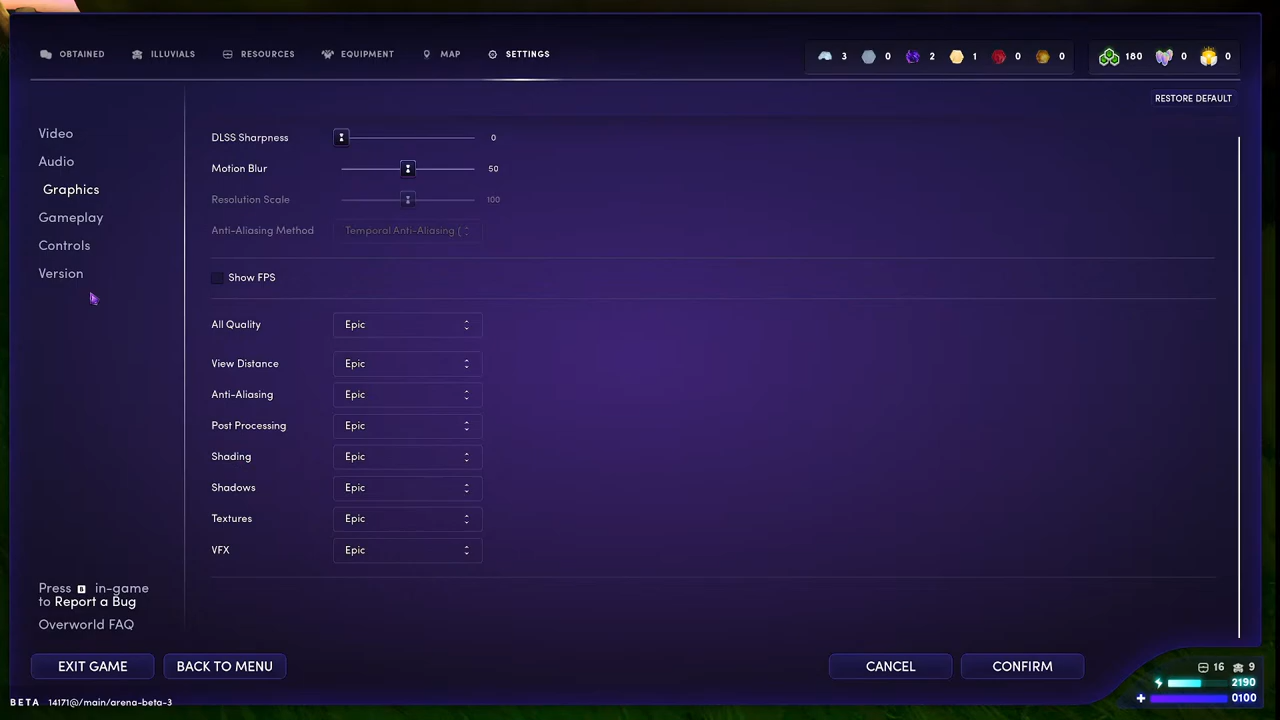 OBTAINED ILLUVIALS RESOURCES EQUIPMENT MAP SETTINGS 3 0 2 1 0 0 180 0 0
RESTORE DEFAULT
Video
Audio
Graphics
Gameplay
Controls
Version
DLSS Sharpness 0
Motion Blur 50
Resolution Scale 100
Anti-Aliasing Method Temporal Anti-Aliasing (
Show FPS
All Quality Epic
View Distance Epic
Anti-Aliasing Epic
Post Processing Epic
Shading Epic
Shadows Epic
Textures Epic
VFX Epic
Press B in-game
to Report a Bug
Overworld FAQ
EXIT GAME BACK TO MENU CANCEL CONFIRM
16 9
2190
0100
BETA 14171@/main/arena-beta-3